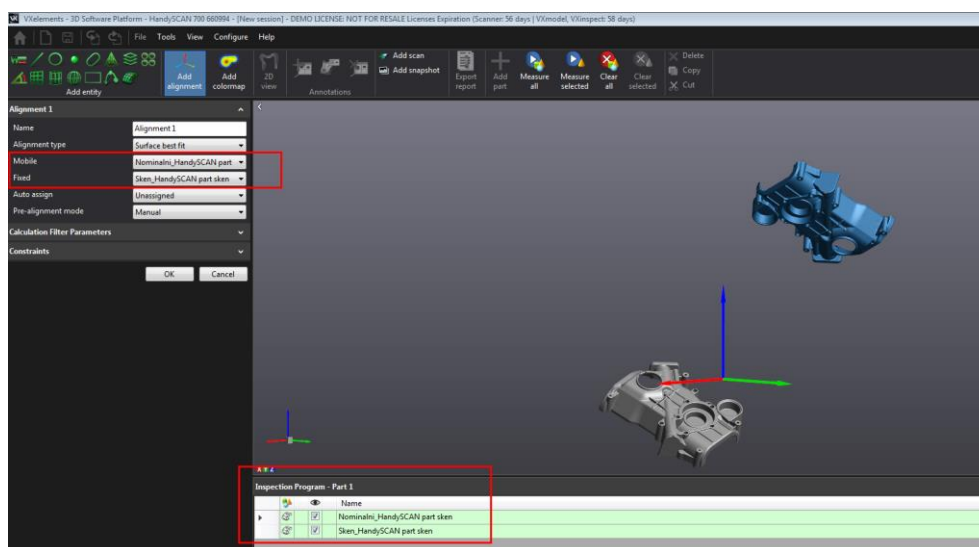 VXelements - 3D Software Platform - HandySCAN 700 660994 - [New session] - DEMO LICENSE: NOT FOR RESALE Licenses Expiration (Scanner: 56 days | VXmodel, VXinspect: 58 days)
File Tools View Configure Help
Add entity
Add alignment
Add colormap
2D view
Annotations
Add scan
Add snapshot
Export report
Add part
Measure all
Measure selected
Clear all
Clear selected
Delete
Copy
Cut
Alignment 1
Name Alignment 1
Alignment type Surface best fit
Mobile Nominalni_HandySCAN part
Fixed Sken_HandySCAN part sken
Auto assign Unassigned
Pre-alignment mode Manual
Calculation Filter Parameters
Constraints
OK Cancel
X Y Z
Inspection Program - Part 1
Name
Nominalni_HandySCAN part sken
Sken_HandySCAN part sken